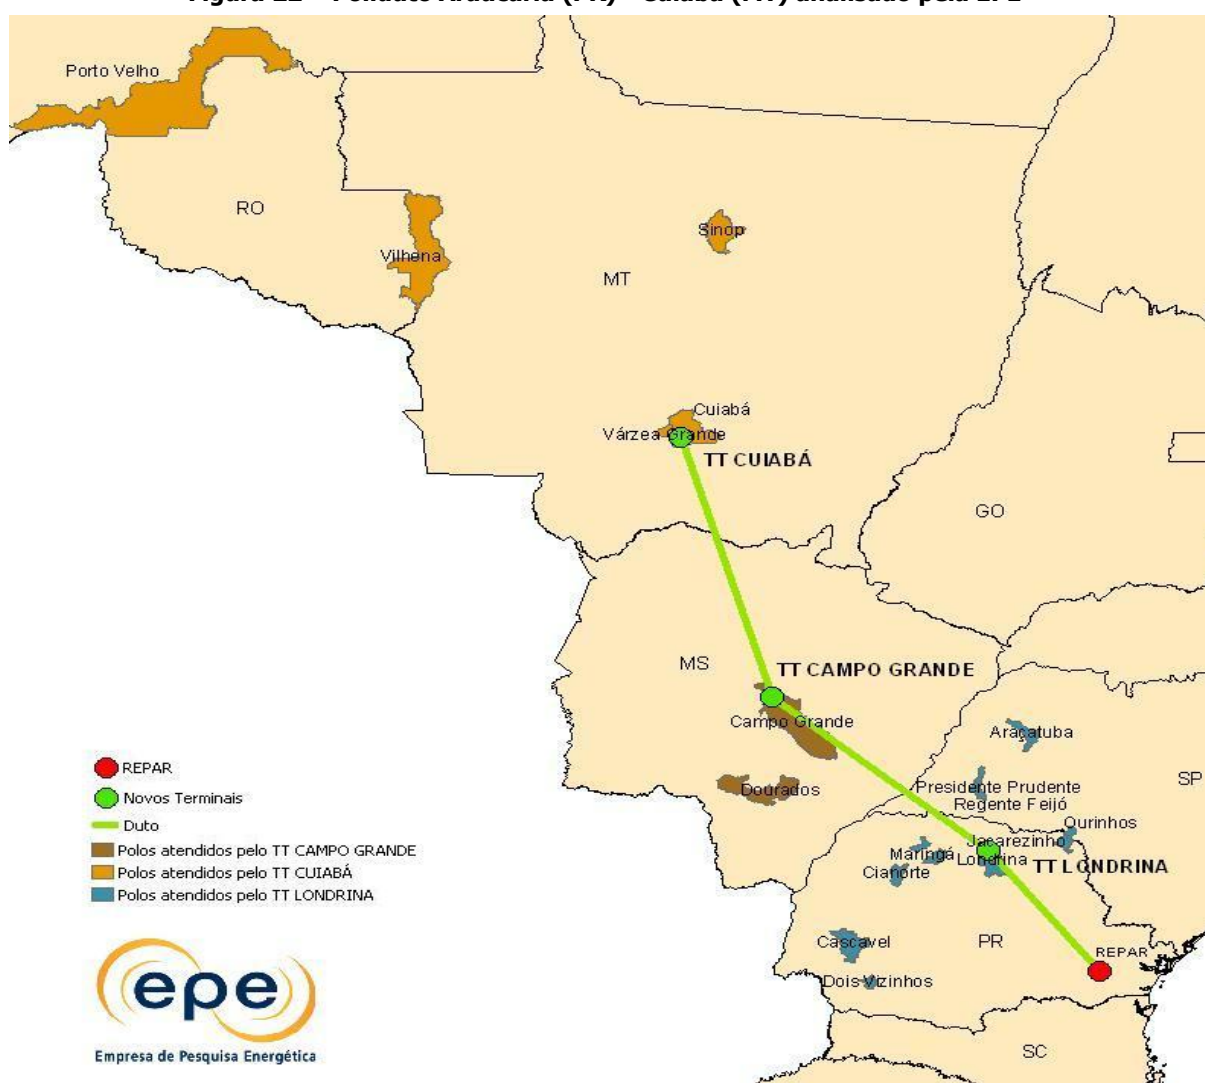 Porto Velho
RO
Vilhena
Sinop
MT
Cuiabá
Várzea Grande
TT CUIABÁ
GO
MS
TT CAMPO GRANDE
Campo Grande
Araçatuba
Dourados
Presidente Prudente
Regente Feijó
SP
Ourinhos
Jacarezinho
Maringá
Londrina
TT LONDRINA
Cianorte
Cascavel
PR
REPAR
Dois Vizinhos
SC
REPAR
Novos Terminais
Duto
Polos atendidos pelo TT CAMPO GRANDE
Polos atendidos pelo TT CUIABÁ
Polos atendidos pelo TT LONDRINA
epe
Empresa de Pesquisa Energética